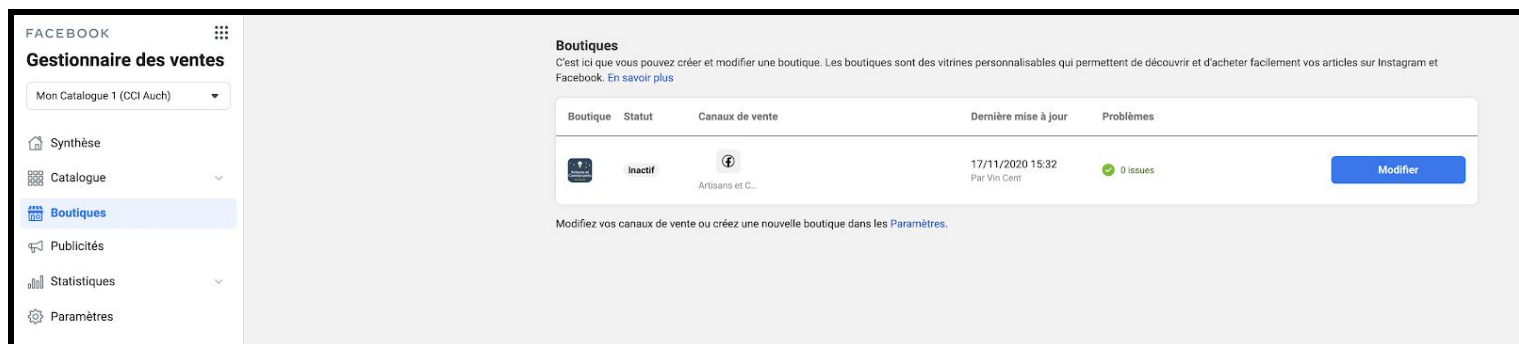 FACEBOOK
Gestionnaire des ventes
Mon Catalogue 1 (CCI Auch)
Synthèse
Catalogue
Boutiques
Publicités
Statistiques
Paramètres
Boutiques
C'est ici que vous pouvez créer et modifier une boutique. Les boutiques sont des vitrines personnalisables qui permettent de découvrir et d'acheter facilement vos articles sur Instagram et
Facebook. En savoir plus
Boutique Statut Canaux de vente Dernière mise à jour Problèmes
Inactif
Artisans et C...
17/11/2020 15:32
Par Vin Cent
0 issues
Modifier
Modifiez vos canaux de vente ou créez une nouvelle boutique dans les Paramètres.